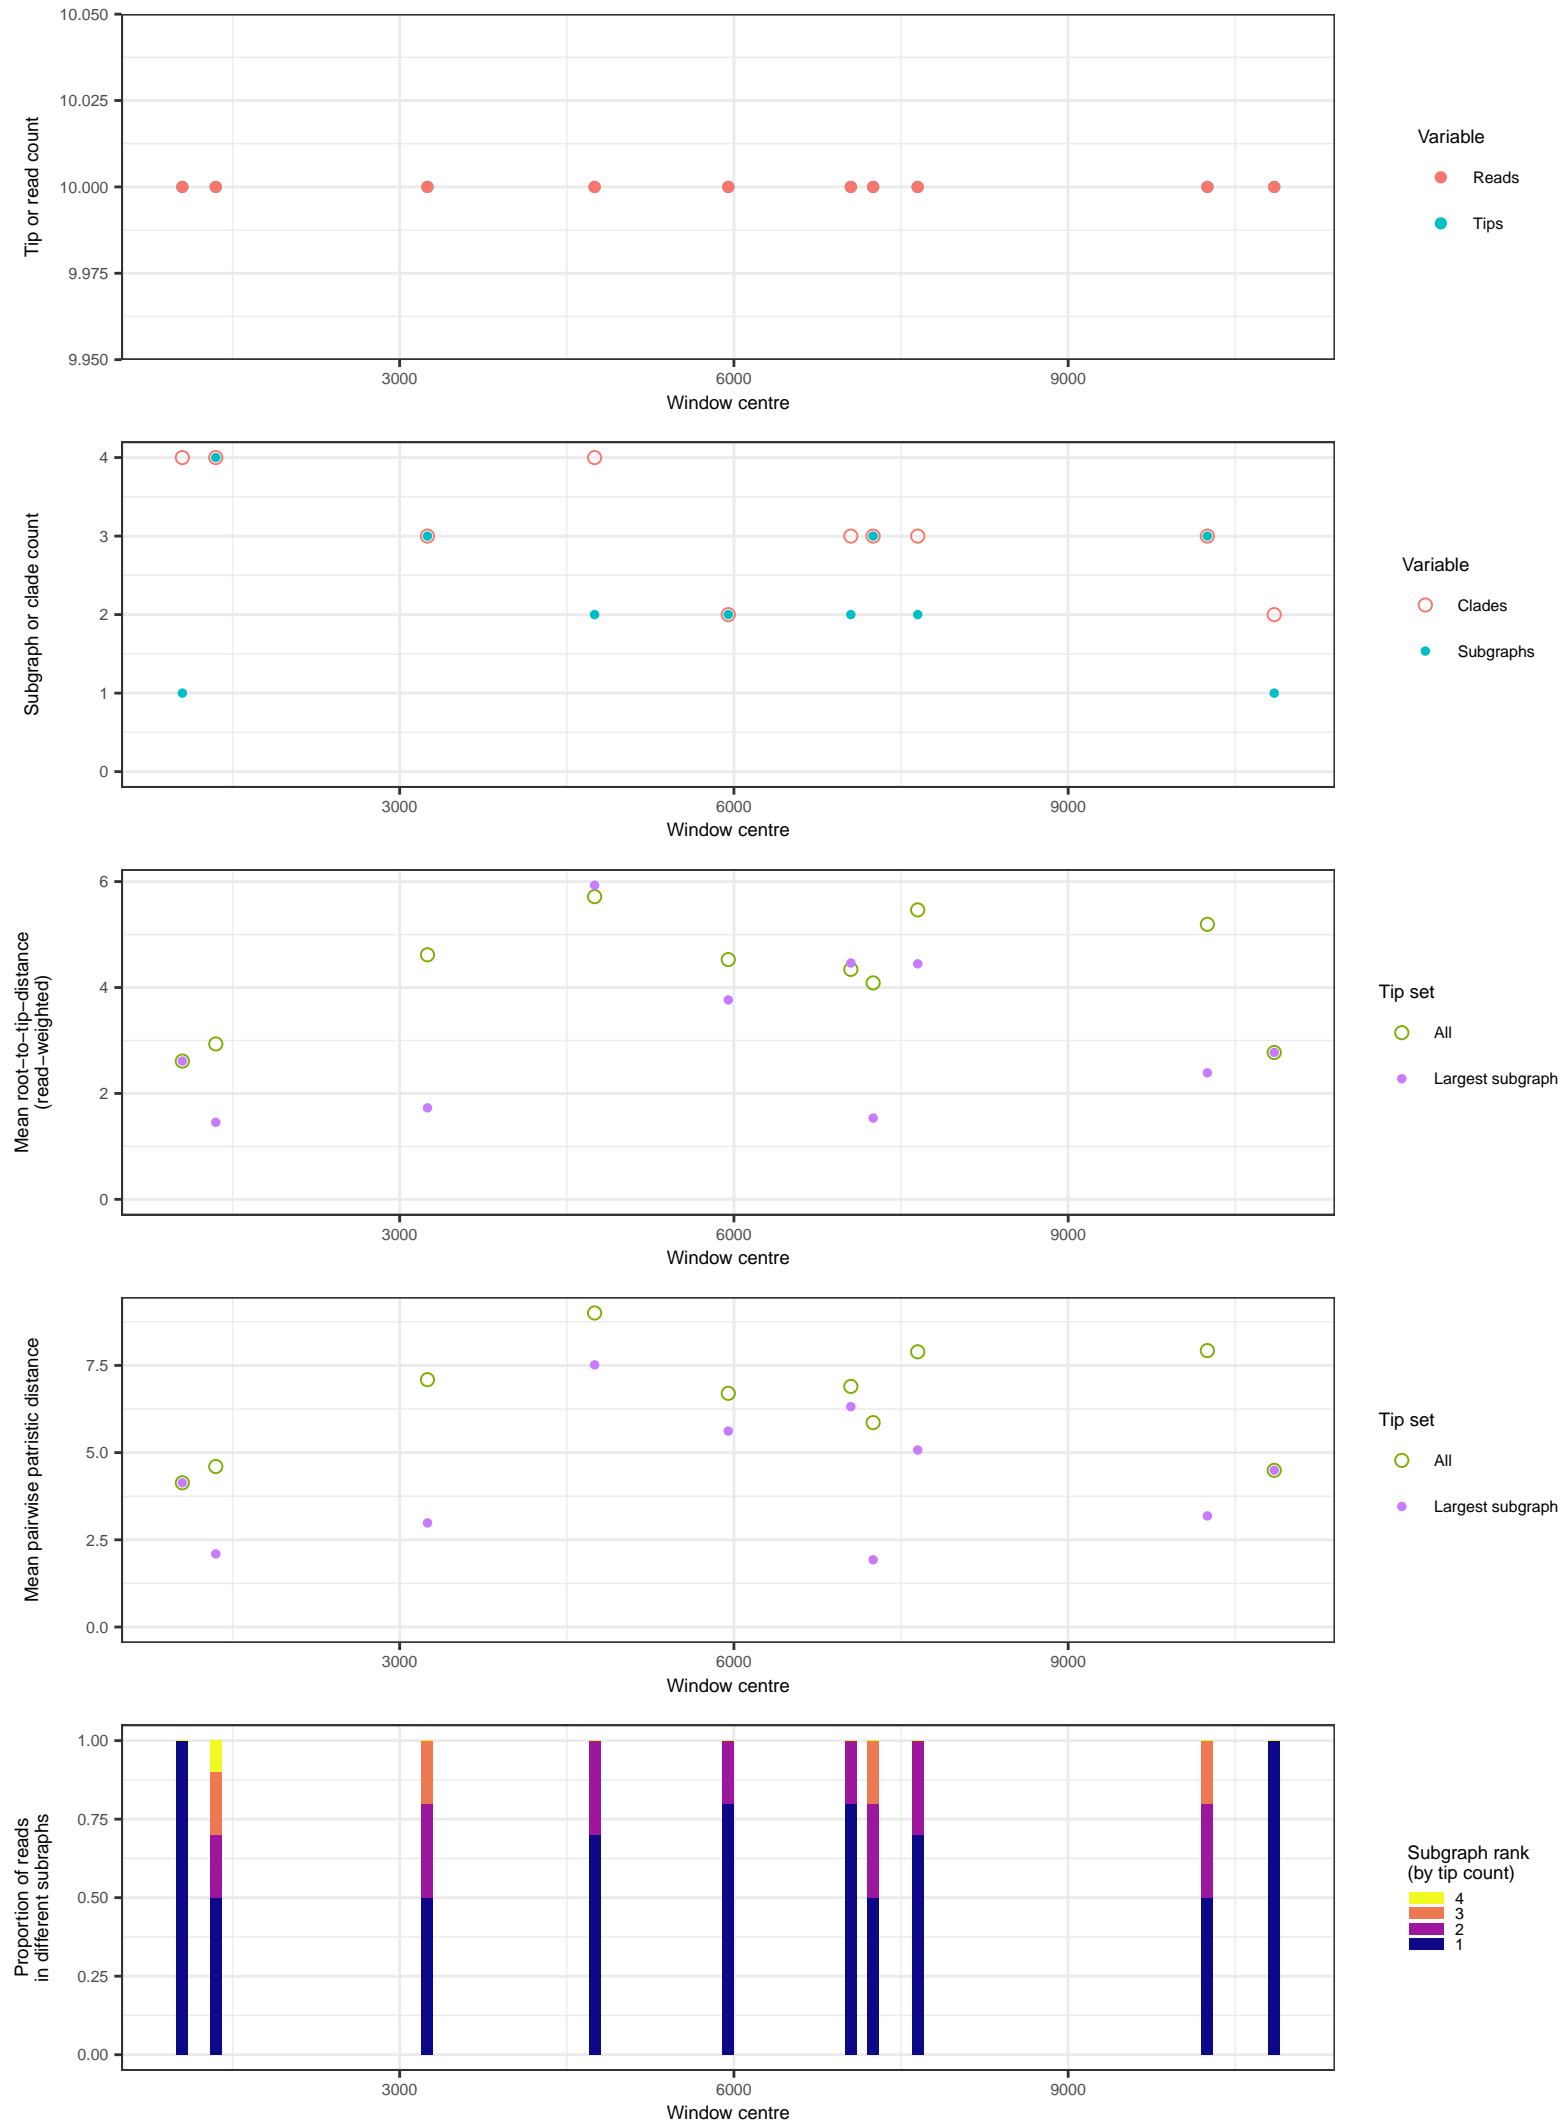 10.050
10.025
10.000
9.975
9.950
Tip or read count
3000
6000
9000
Window centre
Variable
Reads
Tips
4
3
2
1
0
Subgraph or clade count
3000
6000
9000
Window centre
Variable
Clades
Subgraphs
6
4
2
0
Mean root−to−tip−distance
(read−weighted)
3000
6000
9000
Window centre
Tip set
All
Largest subgraph
7.5
5.0
2.5
0.0
Mean pairwise patristic distance
3000
6000
9000
Window centre
Tip set
All
Largest subgraph
1.00
0.75
0.50
0.25
0.00
Proportion of reads
in different subraphs
3000
6000
9000
Window centre
Subgraph rank
(by tip count)
4
3
2
1